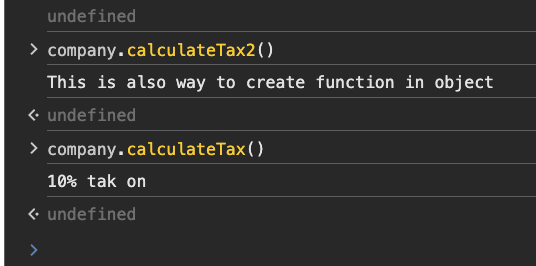 undefined
company.calculateTax2()
This is also way to create function in object
undefined
company.calculateTax()
10% tak on
undefined